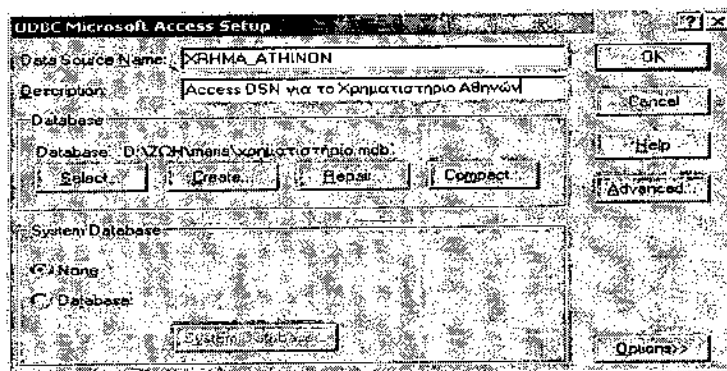 ODBC Microsoft Access Setup
Data Source Name: XRHMA_ATHINON
OK
Description: Access DSN για το Χρηματιστηριο Αθηνών
Cancel
Database
Database: D:\ZOH\maria\χρηματιστήριο.mdb
Help
Select... Create... Repair... Compact...
Advanced...
System Database
None
Database:
System Database...
Options>>